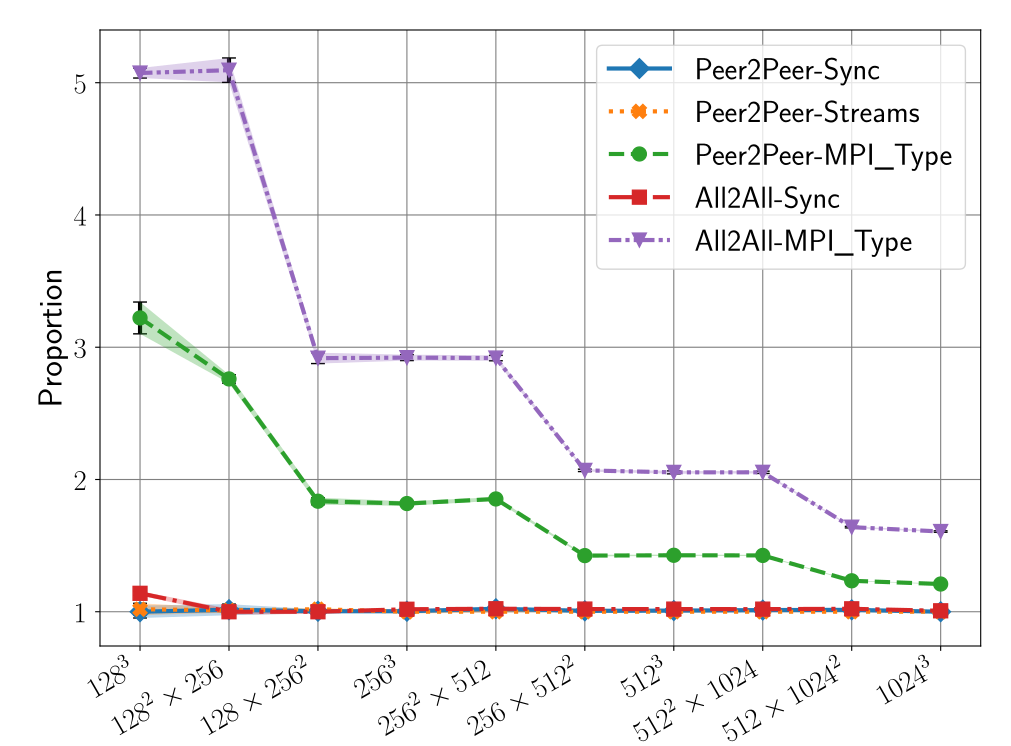 Proportion
5
4
3
2
1
Peer2Peer-Sync
Peer2Peer-Streams
Peer2Peer-MPI_Type
All2All-Sync
All2All-MPI_Type
128³
128² × 256
128 × 256²
256³
256² × 512
256 × 512²
512³
512² × 1024
512 × 1024²
1024³